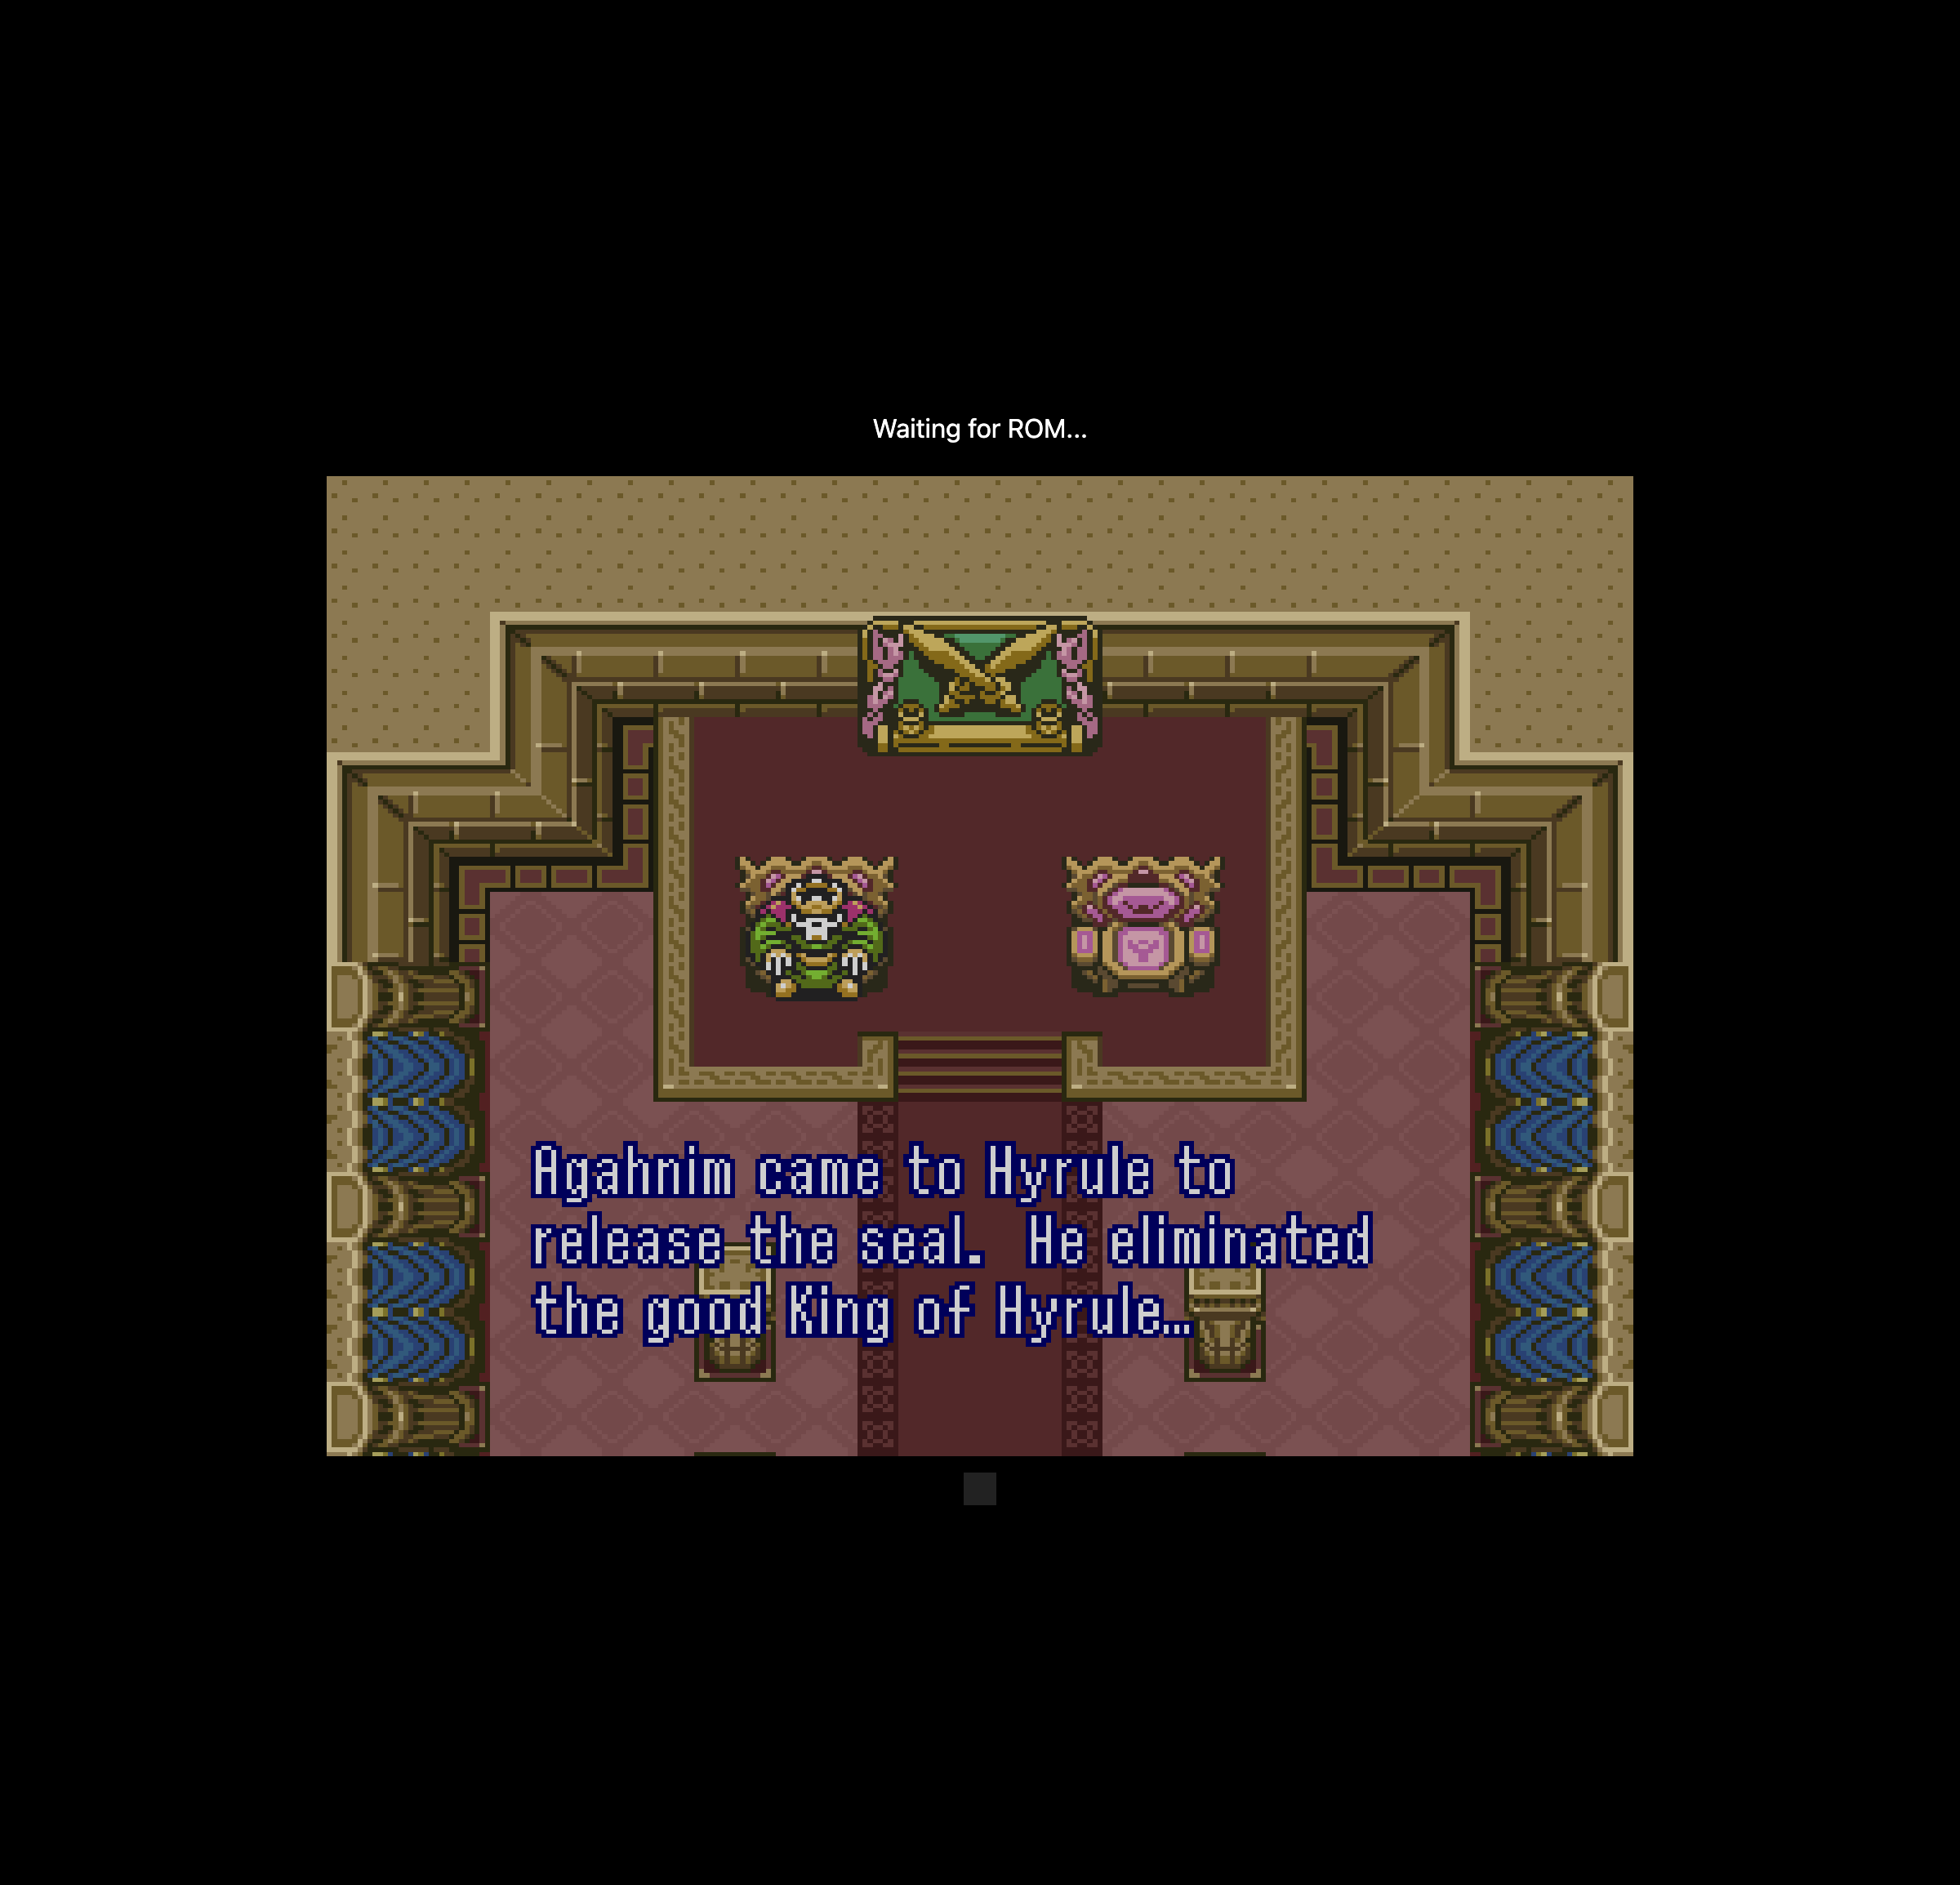 Waiting for ROM...
Agahnim came to Hyrule to
release the seal. He eliminated
the good King of Hyrule…